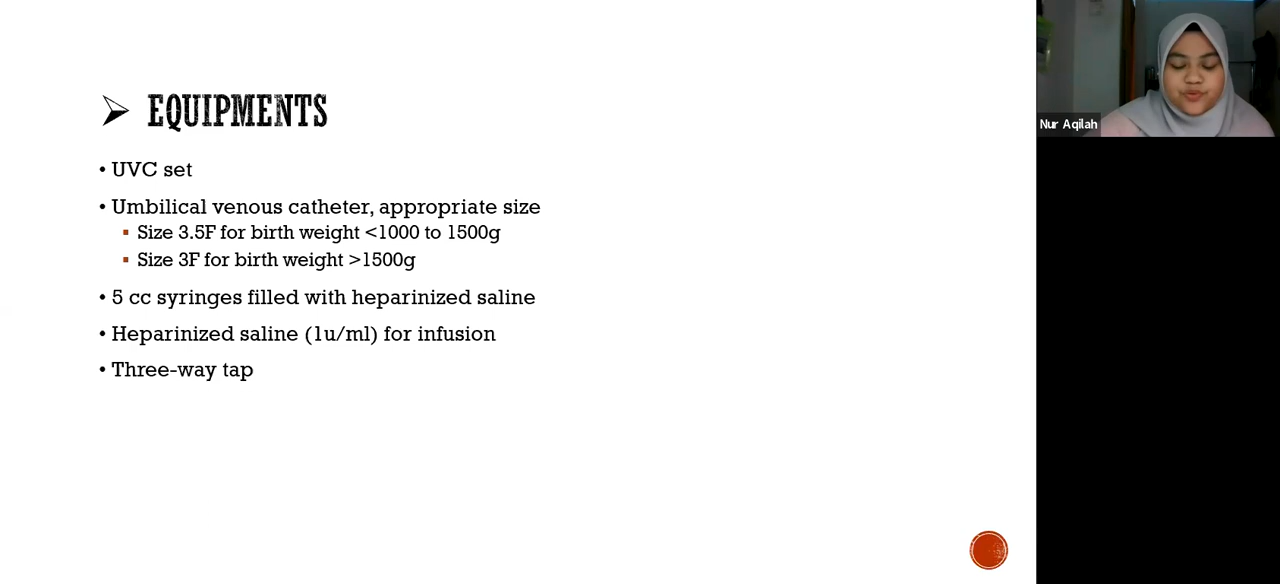 EQUIPMENTS
• UVC set
• Umbilical venous catheter, appropriate size
▪ Size 3.5F for birth weight <1000 to 1500g
▪ Size 3F for birth weight >1500g
• 5 cc syringes filled with heparinized saline
• Heparinized saline (1u/ml) for infusion
• Three-way tap
Nur Aqilah